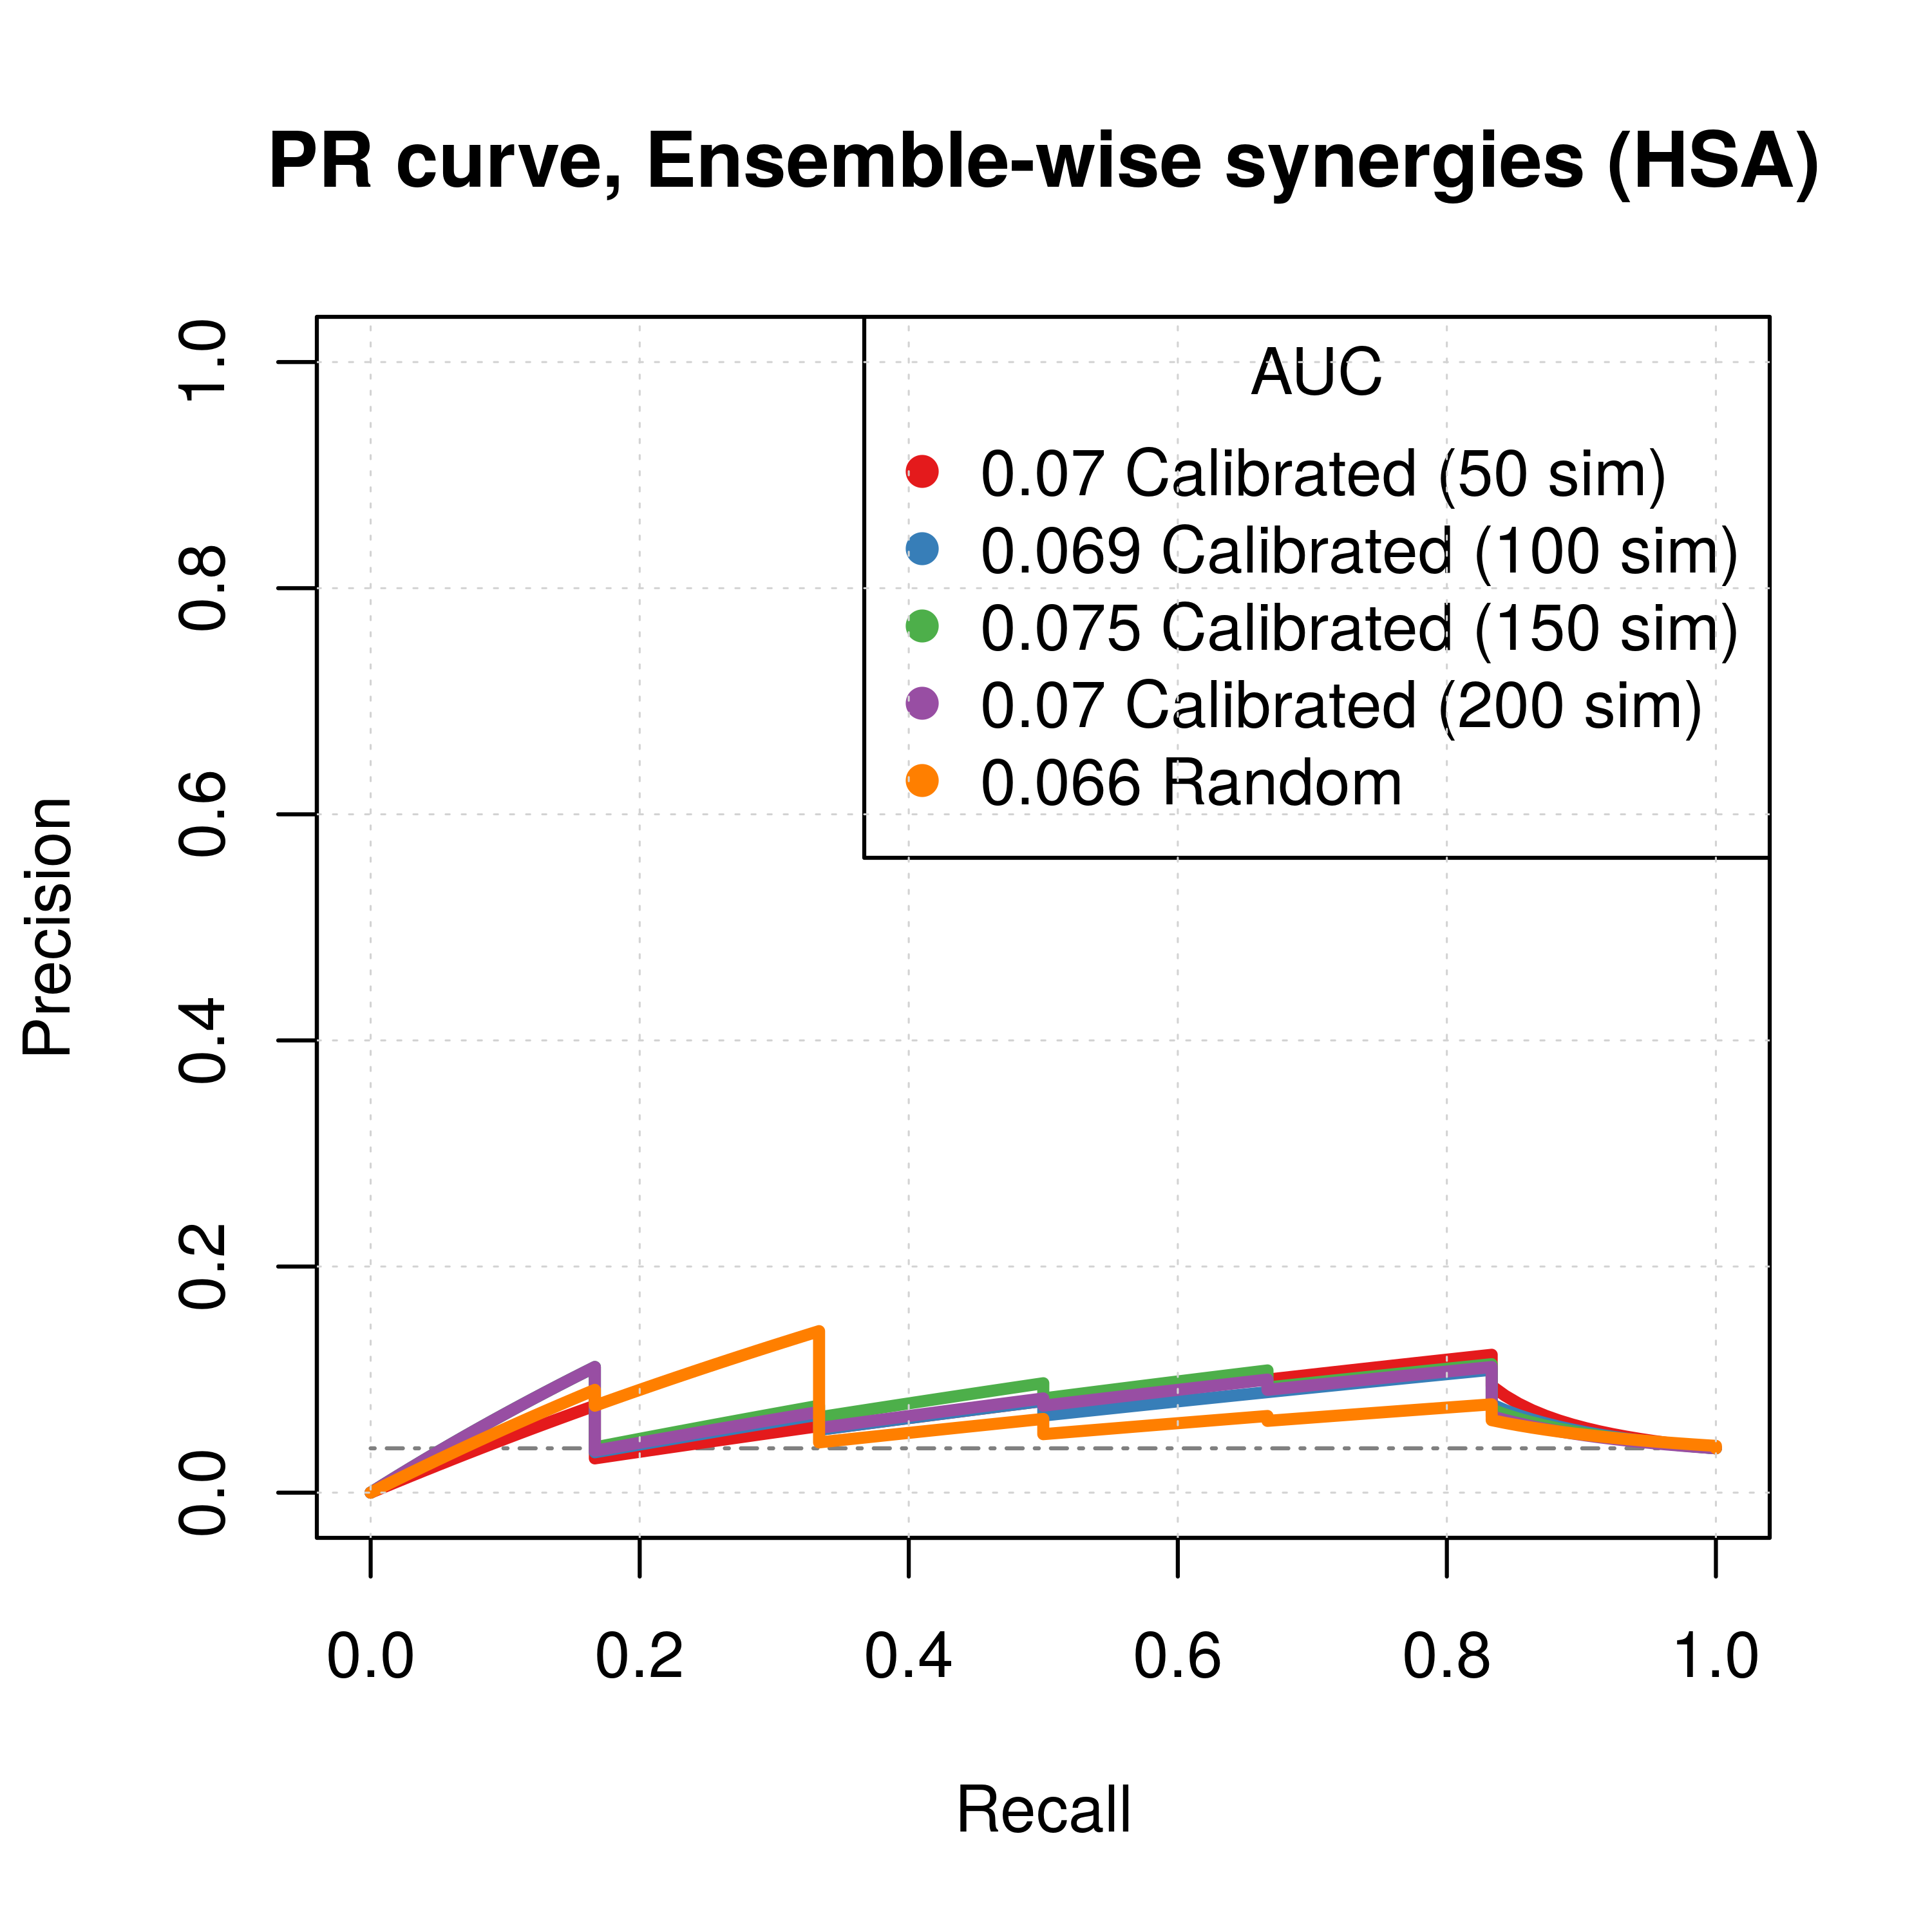 PR curve, Ensemble-wise synergies (HSA)
AUC
0.07 Calibrated (50 sim)
0.069 Calibrated (100 sim)
0.075 Calibrated (150 sim)
0.07 Calibrated (200 sim)
0.066 Random
Precision
1.0
0.8
0.6
0.4
0.2
0.0
0.0 0.2 0.4 0.6 0.8 1.0
Recall